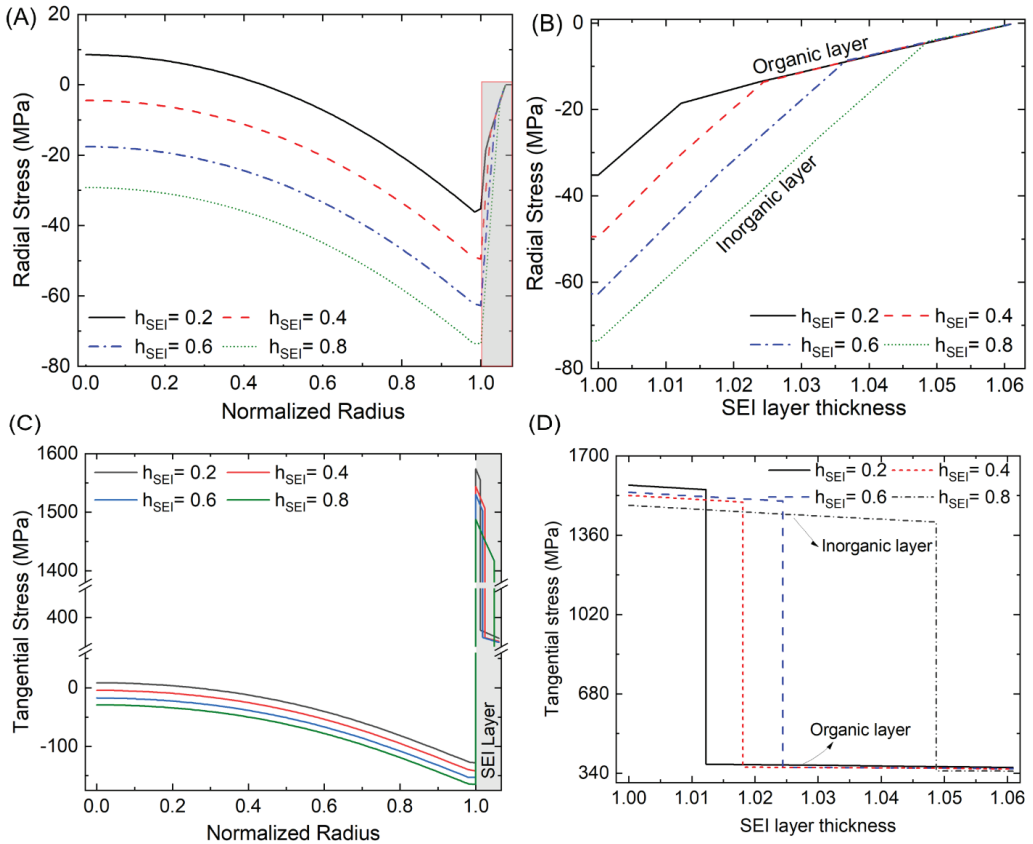 (A)
20
0
-20
-40
-60
-80
Radial Stress (MPa)
h_SEI= 0.2 h_SEI= 0.4
h_SEI= 0.6 h_SEI= 0.8
0.0 0.2 0.4 0.6 0.8 1.0
Normalized Radius
(B)
0
-20
-40
-60
-80
Radial Stress (MPa)
Organic layer
Inorganic layer
h_SEI= 0.2 h_SEI= 0.4
h_SEI= 0.6 h_SEI= 0.8
1.00 1.01 1.02 1.03 1.04 1.05 1.06
SEI layer thickness
(C)
1600
1500
1400
400
0
-100
Tangential Stress (MPa)
h_SEI= 0.2 h_SEI= 0.4
h_SEI= 0.6 h_SEI= 0.8
SEI Layer
0.0 0.2 0.4 0.6 0.8 1.0
Normalized Radius
(D)
1700
1360
1020
680
340
Tangential stress (MPa)
h_SEI= 0.2 h_SEI= 0.4
h_SEI= 0.6 h_SEI= 0.8
Inorganic layer
Organic layer
1.00 1.01 1.02 1.03 1.04 1.05 1.06
SEI layer thickness